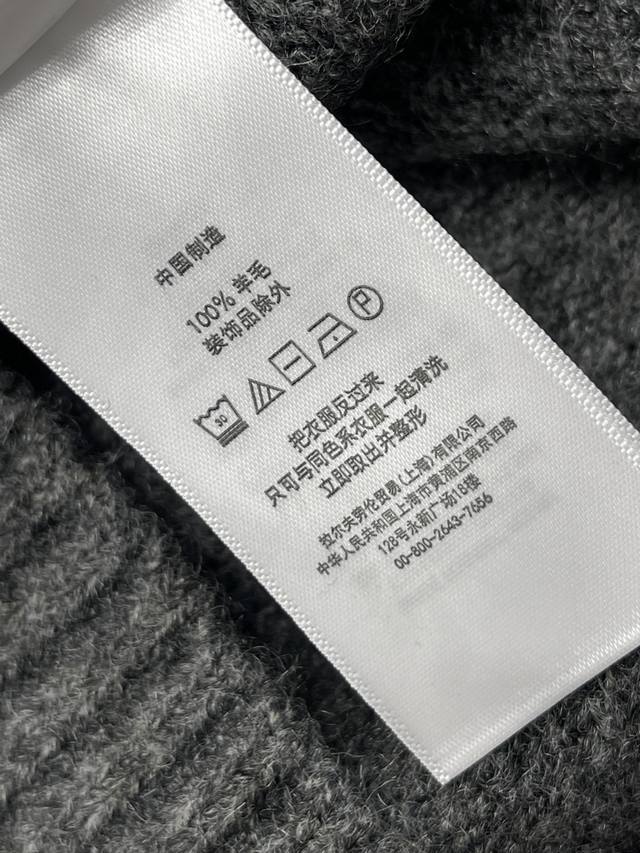 中国制造
100% 羊毛
装饰品除外
30
P
把衣服反过来
只可与同色系衣服一起清洗
立即取出并整形
拉尔夫劳伦贸易(上海)有限公司
中华人民共和国上海市黄浦区南京西路
128号永新广场18楼
00-800-2643-7656